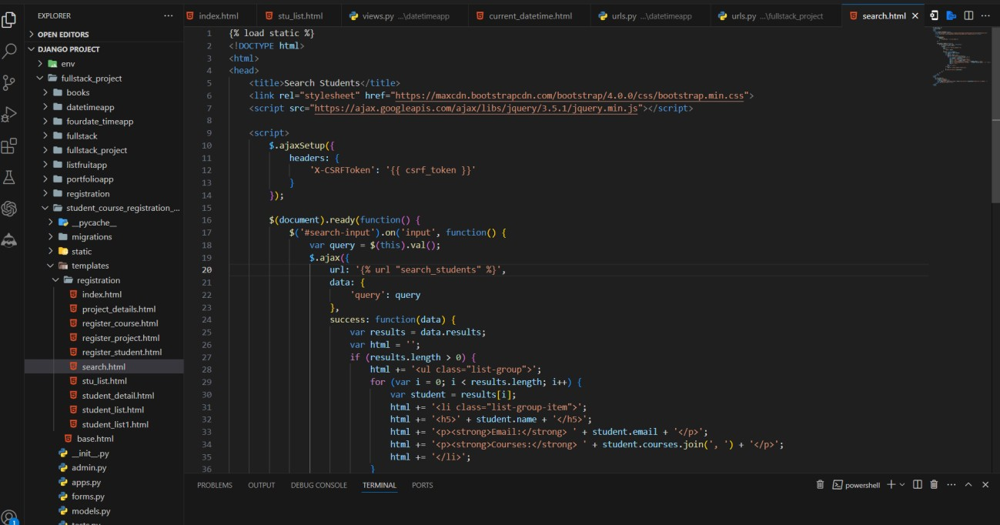 EXPLORER
···
OPEN EDITORS
DJANGO PROJECT
env
fullstack_project
books
datetimeapp
fourdate_timeapp
fullstack
fullstack_project
listfruitapp
portfolioapp
registration
student_course_registration_...
__pycache__
migrations
static
templates
registration
index.html
project_details.html
register_course.html
register_project.html
register_student.html
search.html
stu_list.html
student_detail.html
student_list.html
student_list1.html
base.html
__init__.py
admin.py
apps.py
forms.py
models.py
1
index.html stu_list.html views.py ...\datetimeapp current_datetime.html urls.py ...\datetimeapp urls.py ...\fullstack_project search.html
1 {% load static %}
2 <!DOCTYPE html>
3 <html>
4 <head>
5     <title>Search Students</title>
6     <link rel="stylesheet" href="https://maxcdn.bootstrapcdn.com/bootstrap/4.0.0/css/bootstrap.min.css">
7     <script src="https://ajax.googleapis.com/ajax/libs/jquery/3.5.1/jquery.min.js"></script>
8
9     <script>
10         $.ajaxSetup({
11             headers: {
12                 'X-CSRFToken': '{{ csrf_token }}'
13             }
14         });
15
16         $(document).ready(function() {
17             $('#search-input').on('input', function() {
18                 var query = $(this).val();
19                 $.ajax({
20                     url: '{% url "search_students" %}',
21                     data: {
22                         'query': query
23                     },
24                     success: function(data) {
25                         var results = data.results;
26                         var html = '';
27                         if (results.length > 0) {
28                             html += '<ul class="list-group">';
29                             for (var i = 0; i < results.length; i++) {
30                                 var student = results[i];
31                                 html += '<li class="list-group-item">';
32                                 html += '<h5>' + student.name + '</h5>';
33                                 html += '<p><strong>Email:</strong> ' + student.email + '</p>';
34                                 html += '<p><strong>Courses:</strong> ' + student.courses.join(', ') + '</p>';
35                                 html += '</li>';
36                             }
PROBLEMS OUTPUT DEBUG CONSOLE TERMINAL PORTS
powershell